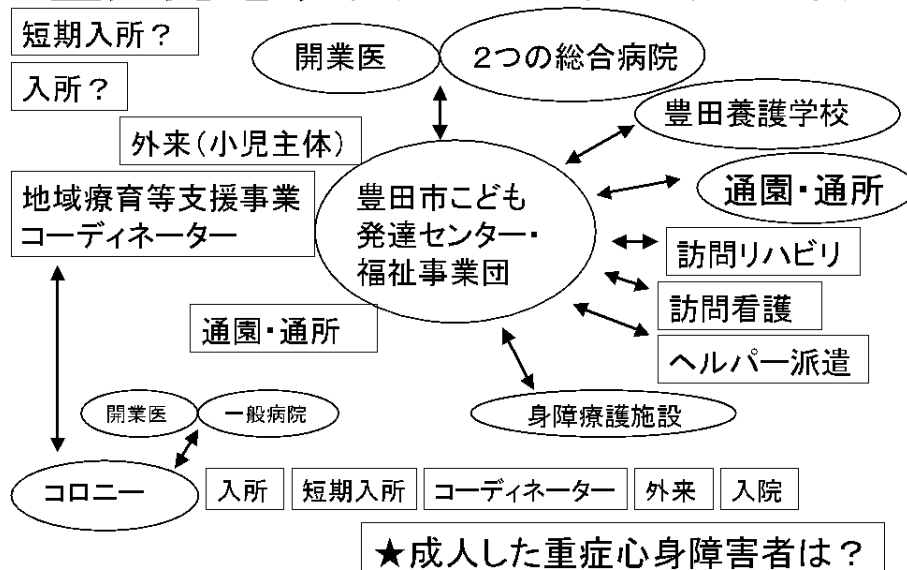 短期入所？
開業医
2つの総合病院
入所？
豊田養護学校
外来(小児主体)
通園・通所
地域療育等支援事業
コーディネーター
豊田市こども
発達センター・
福祉事業団
訪問リハビリ
訪問看護
通園・通所
ヘルパー派遣
開業医
一般病院
身障療護施設
コロニー
入所
短期入所
コーディネーター
外来
入院
★成人した重症心身障害者は？